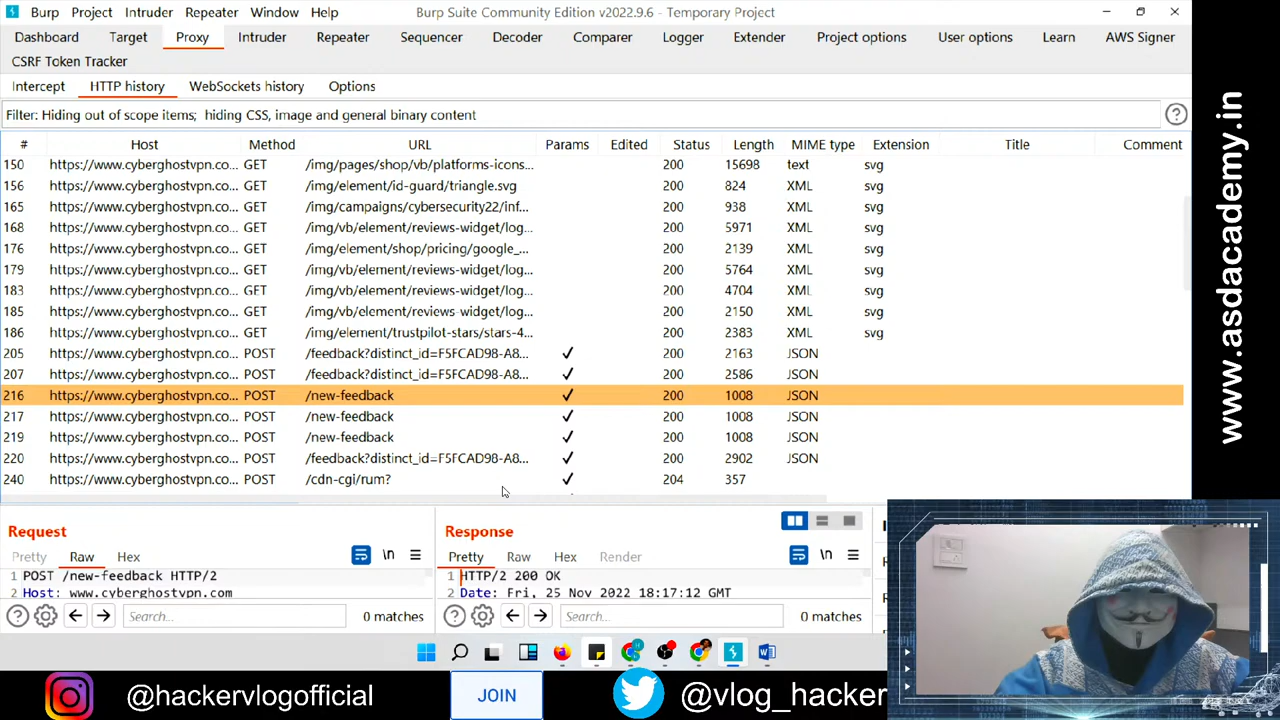 Burp Project Intruder Repeater Window Help Burp Suite Community Edition v2022.9.6 - Temporary Project
Dashboard Target Proxy Intruder Repeater Sequencer Decoder Comparer Logger Extender Project options User options Learn AWS Signer
CSRF Token Tracker
Intercept HTTP history WebSockets history Options
Filter: Hiding out of scope items; hiding CSS, image and general binary content
# Host Method URL Params Edited Status Length MIME type Extension Title Comment
150 https://www.cyberghostvpn.co... GET /img/pages/shop/vb/platforms-icons... 200 15698 text svg
156 https://www.cyberghostvpn.co... GET /img/element/id-guard/triangle.svg 200 824 XML svg
165 https://www.cyberghostvpn.co... GET /img/campaigns/cybersecurity22/inf... 200 938 XML svg
168 https://www.cyberghostvpn.co... GET /img/vb/element/reviews-widget/log... 200 5971 XML svg
176 https://www.cyberghostvpn.co... GET /img/element/shop/pricing/google_... 200 2139 XML svg
179 https://www.cyberghostvpn.co... GET /img/vb/element/reviews-widget/log... 200 5764 XML svg
183 https://www.cyberghostvpn.co... GET /img/vb/element/reviews-widget/log... 200 4704 XML svg
185 https://www.cyberghostvpn.co... GET /img/vb/element/reviews-widget/log... 200 2150 XML svg
186 https://www.cyberghostvpn.co... GET /img/element/trustpilot-stars/stars-4... 200 2383 XML svg
205 https://www.cyberghostvpn.co... POST /feedback?distinct_id=F5FCAD98-A8... ✓ 200 2163 JSON
207 https://www.cyberghostvpn.co... POST /feedback?distinct_id=F5FCAD98-A8... ✓ 200 2586 JSON
216 https://www.cyberghostvpn.co... POST /new-feedback ✓ 200 1008 JSON
217 https://www.cyberghostvpn.co... POST /new-feedback ✓ 200 1008 JSON
219 https://www.cyberghostvpn.co... POST /new-feedback ✓ 200 1008 JSON
220 https://www.cyberghostvpn.co... POST /feedback?distinct_id=F5FCAD98-A8... ✓ 200 2902 JSON
240 https://www.cyberghostvpn.co... POST /cdn-cgi/rum? ✓ 204 357
Request
Pretty Raw Hex \n
1 POST /new-feedback HTTP/2
2 Host: www.cyberghostvpn.com
Search... 0 matches
Response
Pretty Raw Hex Render \n
1 HTTP/2 200 OK
2 Date: Fri, 25 Nov 2022 18:17:12 GMT
Search... 0 matches
@hackervlogofficial JOIN @vlog_hacker
www.asdacademy.in